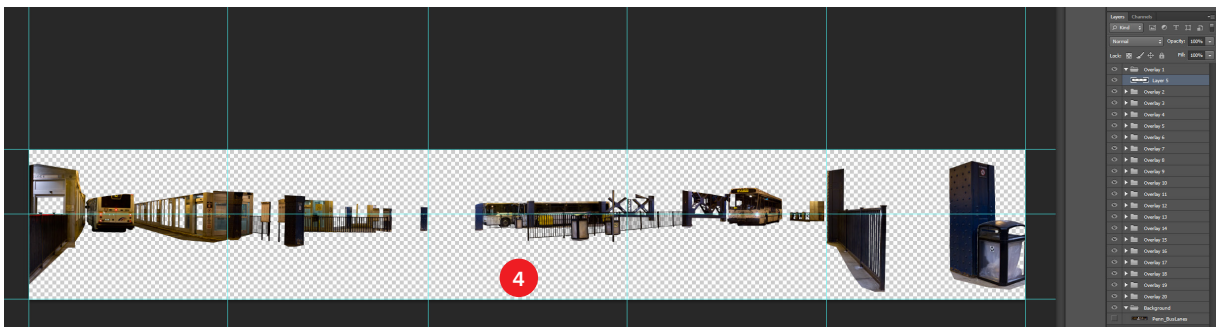 Layers Channels
Kind
Normal Opacity: 100%
Lock: Fill: 100%
Overlay 1
Layer 5
Overlay 2
Overlay 3
Overlay 4
Overlay 5
Overlay 6
Overlay 7
Overlay 8
Overlay 9
Overlay 10
Overlay 11
Overlay 12
Overlay 13
Overlay 14
Overlay 15
Overlay 16
Overlay 17
Overlay 18
Overlay 19
Overlay 20
Background
Penn_BusLanes
4